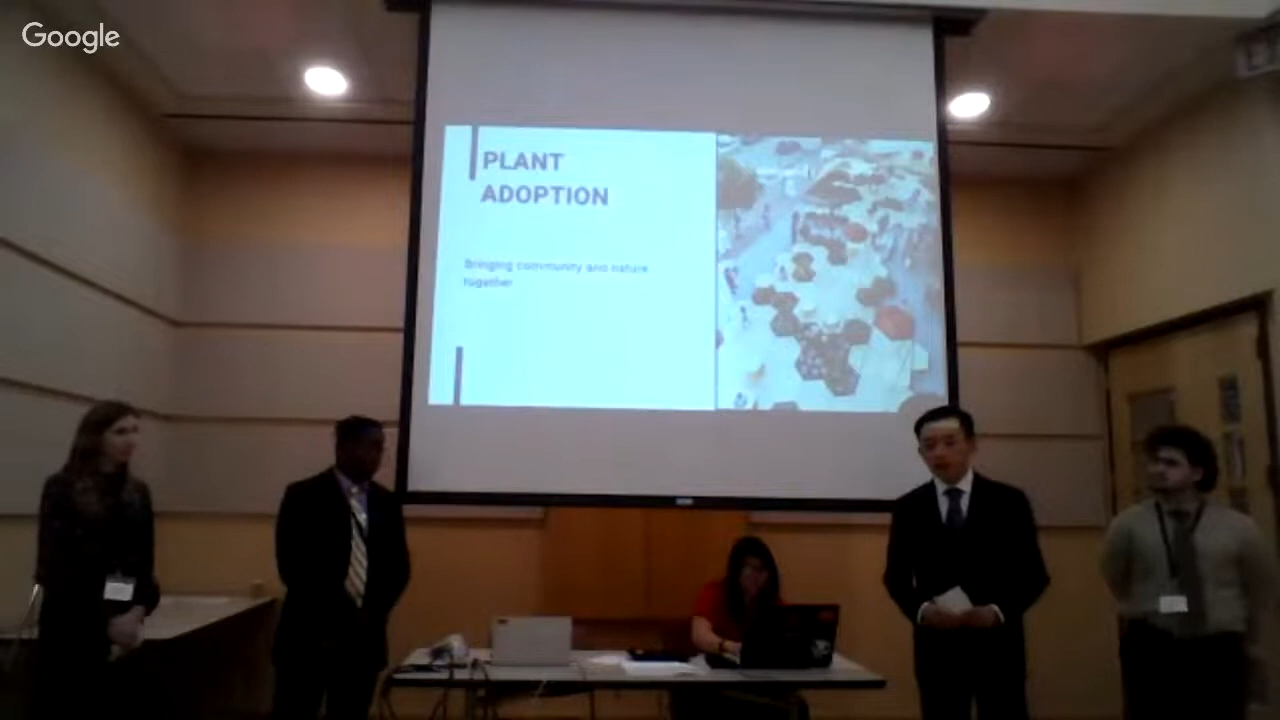 Google
PLANT
ADOPTION
Bringing community and nature
together